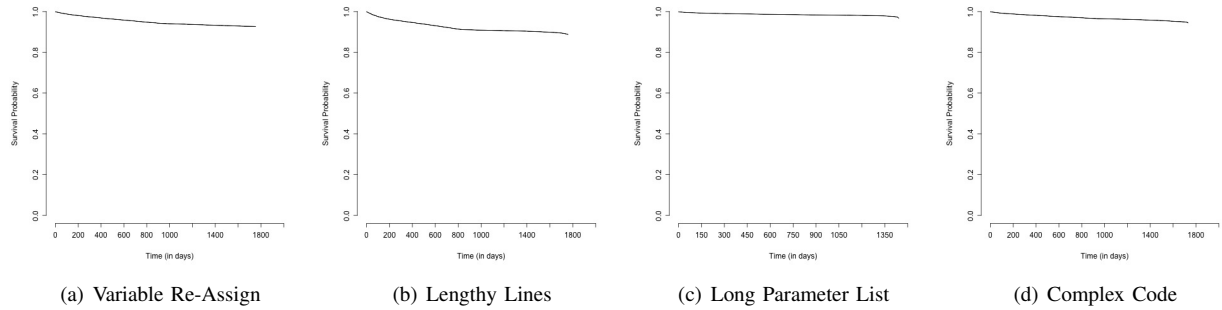 Survival Probability
1.0
0.8
0.6
0.4
0.2
0.0
0 200 400 600 800 1000 1400 1800
Time (in days)
(a) Variable Re-Assign
Survival Probability
1.0
0.8
0.6
0.4
0.2
0.0
0 200 400 600 800 1000 1400 1800
Time (in days)
(b) Lengthy Lines
Survival Probability
1.0
0.8
0.6
0.4
0.2
0.0
0 150 300 450 600 750 900 1050 1350
Time (in days)
(c) Long Parameter List
Survival Probability
1.0
0.8
0.6
0.4
0.2
0.0
0 200 400 600 800 1000 1400 1800
Time (in days)
(d) Complex Code